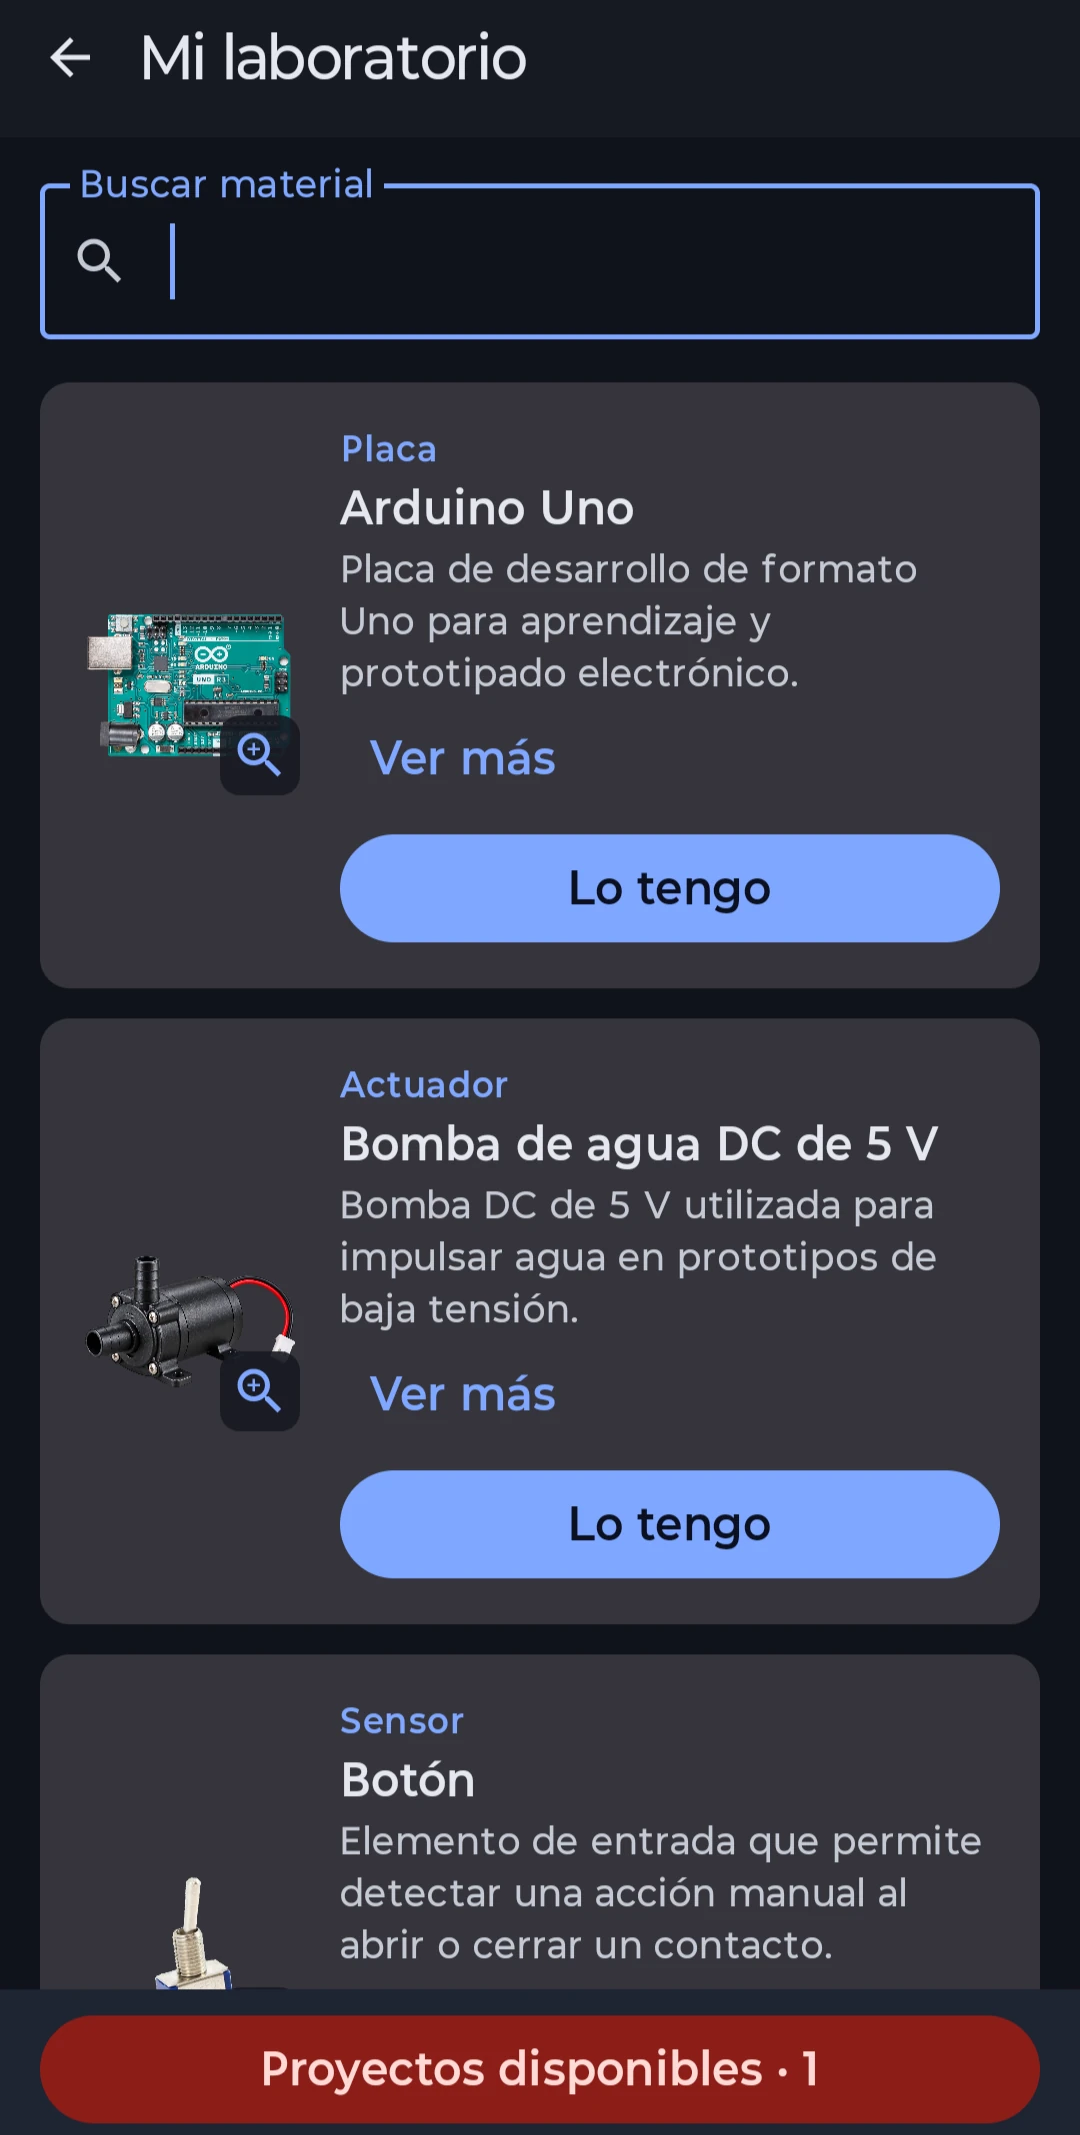 Mi laboratorio
Buscar material
Placa
Arduino Uno
Placa de desarrollo de formato
Uno para aprendizaje y
prototipado electrónico.
ARDUINO
UNO R3
Ver más
Lo tengo
Actuador
Bomba de agua DC de 5 V
Bomba DC de 5 V utilizada para
impulsar agua en prototipos de
baja tensión.
Ver más
Lo tengo
Sensor
Botón
Elemento de entrada que permite
detectar una acción manual al
abrir o cerrar un contacto.
Proyectos disponibles · 1